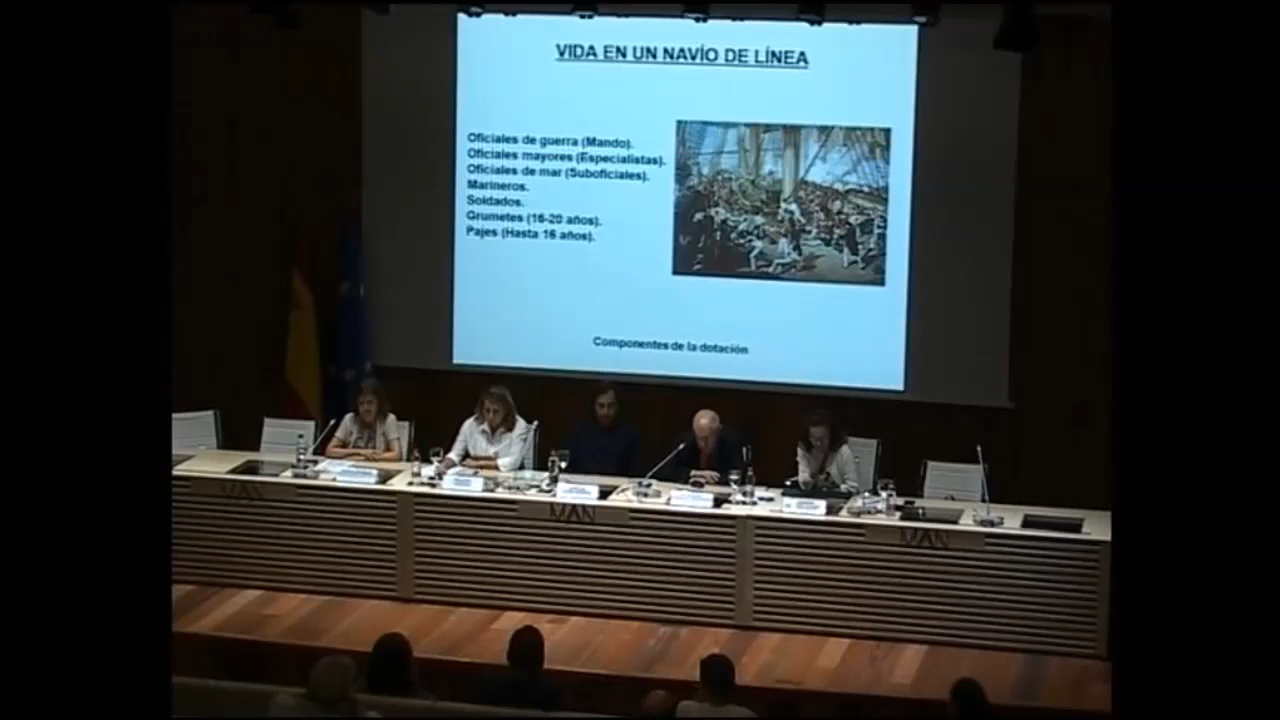 VIDA EN UN NAVÍO DE LÍNEA
Oficiales de guerra (Mando).
Oficiales mayores (Especialistas).
Oficiales de mar (Suboficiales).
Marineros.
Soldados.
Grumetes (16-20 años).
Pajes (Hasta 16 años).
Componentes de la dotación
MAN
MAN
MAN